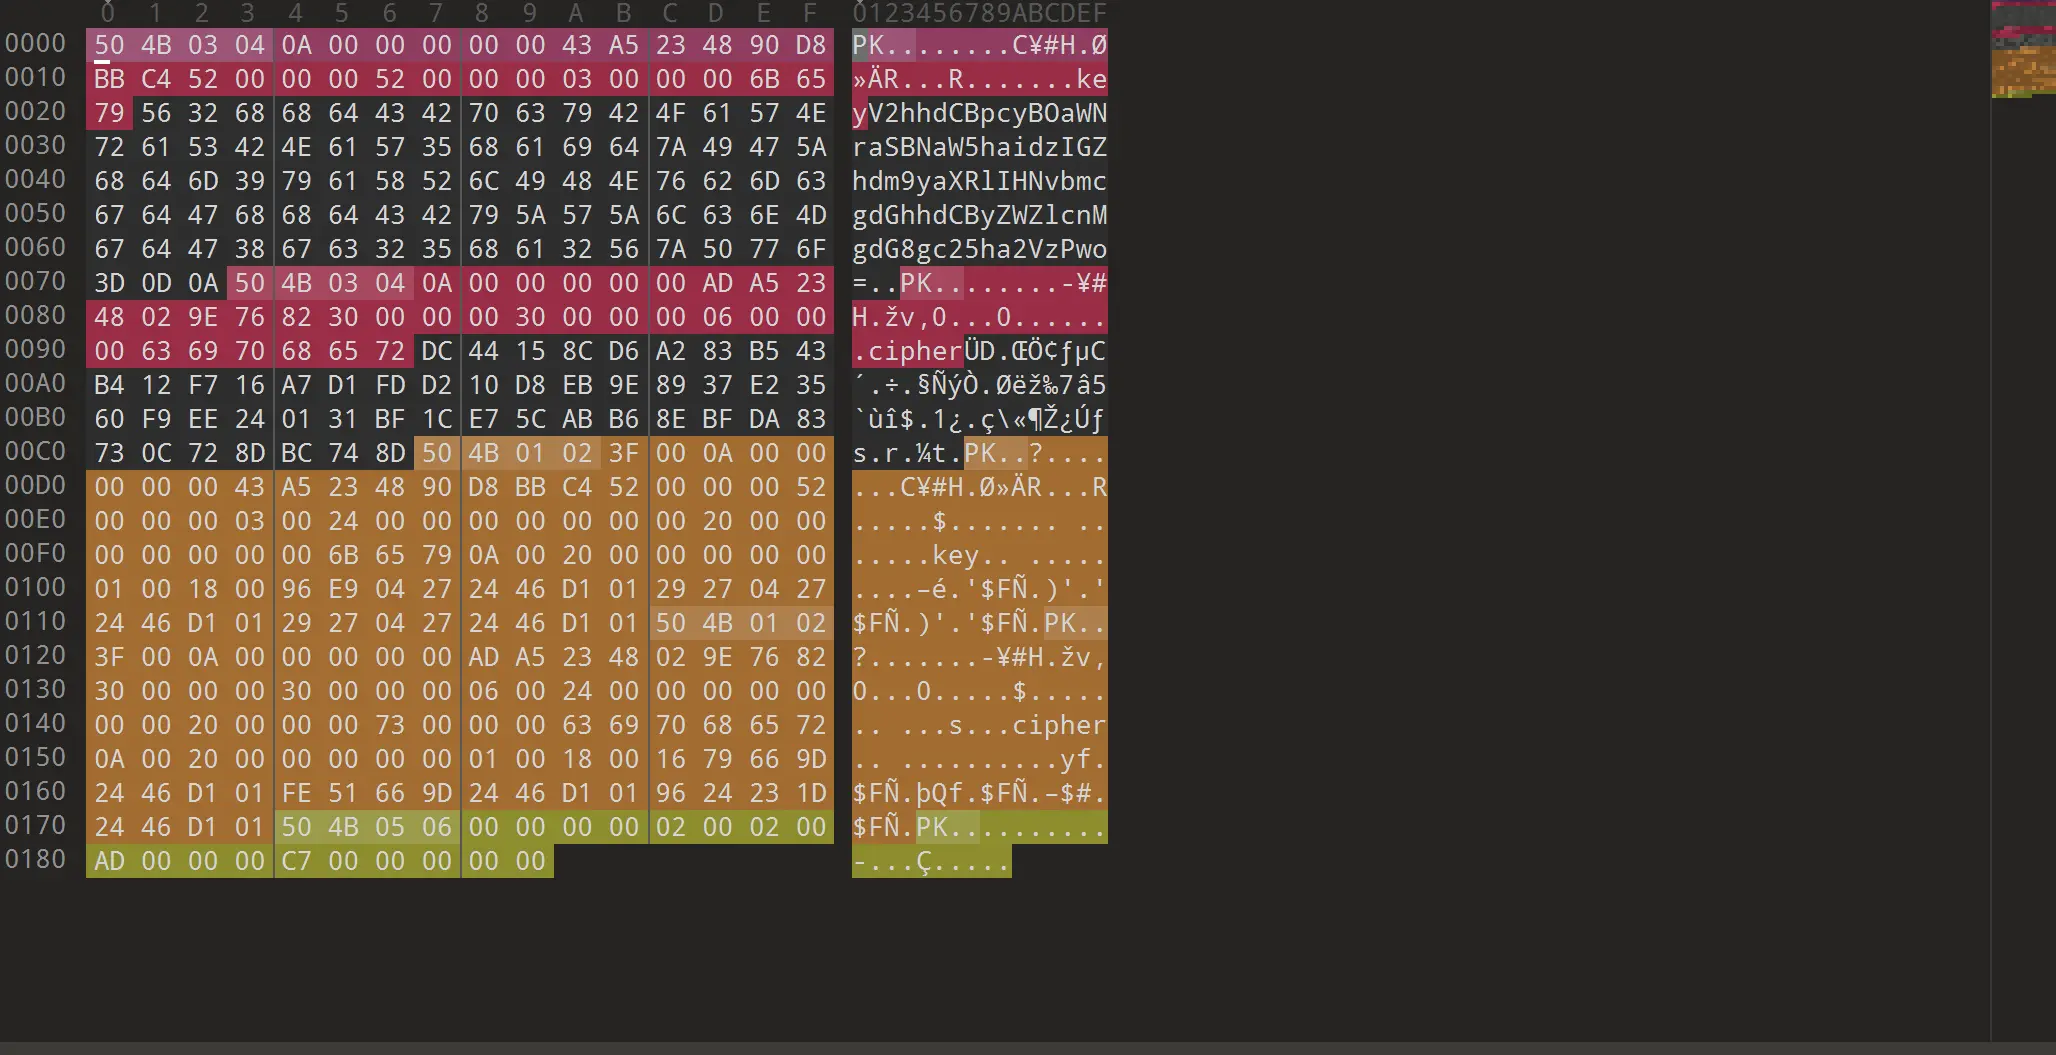 0 1 2 3 4 5 6 7 8 9 A B C D E F 0123456789ABCDEF
0000 50 4B 03 04 0A 00 00 00 00 00 43 A5 23 48 90 D8 PK........C¥#H.Ø
0010 BB C4 52 00 00 00 52 00 00 00 03 00 00 00 6B 65 »ÄR...R.......ke
0020 79 56 32 68 68 64 43 42 70 63 79 42 4F 61 57 4E yV2hhdCBpcyBOaWN
0030 72 61 53 42 4E 61 57 35 68 61 69 64 7A 49 47 5A raSBNaW5haidzIGZ
0040 68 64 6D 39 79 61 58 52 6C 49 48 4E 76 62 6D 63 hdm9yaXRlIHNvbmc
0050 67 64 47 68 68 64 43 42 79 5A 57 5A 6C 63 6E 4D gdGhhdCByZWZlcnM
0060 67 64 47 38 67 63 32 35 68 61 32 56 7A 50 77 6F gdG8gc25ha2VzPwo
0070 3D 0D 0A 50 4B 03 04 0A 00 00 00 00 00 AD A5 23 =..PK........-¥#
0080 48 02 9E 76 82 30 00 00 00 30 00 00 00 06 00 00 H.žv‚0...0......
0090 00 63 69 70 68 65 72 DC 44 15 8C D6 A2 83 B5 43 .cipherÜD.ŒÖ¢ƒµC
00A0 B4 12 F7 16 A7 D1 FD D2 10 D8 EB 9E 89 37 E2 35 ´.÷.§ÑýÒ.Øëž‰7â5
00B0 60 F9 EE 24 01 31 BF 1C E7 5C AB B6 8E BF DA 83 `ùî$.1¿.ç\«¶Ž¿Úƒ
00C0 73 0C 72 8D BC 74 8D 50 4B 01 02 3F 00 0A 00 00 s.r.¼t.PK..?....
00D0 00 00 00 43 A5 23 48 90 D8 BB C4 52 00 00 00 52 ...C¥#H.Ø»ÄR...R
00E0 00 00 00 03 00 24 00 00 00 00 00 00 00 20 00 00 .....$....... ..
00F0 00 00 00 00 00 6B 65 79 0A 00 20 00 00 00 00 00 .....key.. .....
0100 01 00 18 00 96 E9 04 27 24 46 D1 01 29 27 04 27 ....–é.'$FÑ.)'.'
0110 24 46 D1 01 29 27 04 27 24 46 D1 01 50 4B 01 02 $FÑ.)'.'$FÑ.PK..
0120 3F 00 0A 00 00 00 00 00 AD A5 23 48 02 9E 76 82 ?.......-¥#H.žv‚
0130 30 00 00 00 30 00 00 00 06 00 24 00 00 00 00 00 0...0.....$.....
0140 00 00 20 00 00 00 73 00 00 00 63 69 70 68 65 72 .. ...s...cipher
0150 0A 00 20 00 00 00 00 00 01 00 18 00 16 79 66 9D .. ..........yf.
0160 24 46 D1 01 FE 51 66 9D 24 46 D1 01 96 24 23 1D $FÑ.þQf.$FÑ.–$#.
0170 24 46 D1 01 50 4B 05 06 00 00 00 00 02 00 02 00 $FÑ.PK..........
0180 AD 00 00 00 C7 00 00 00 00 00 -...Ç.....